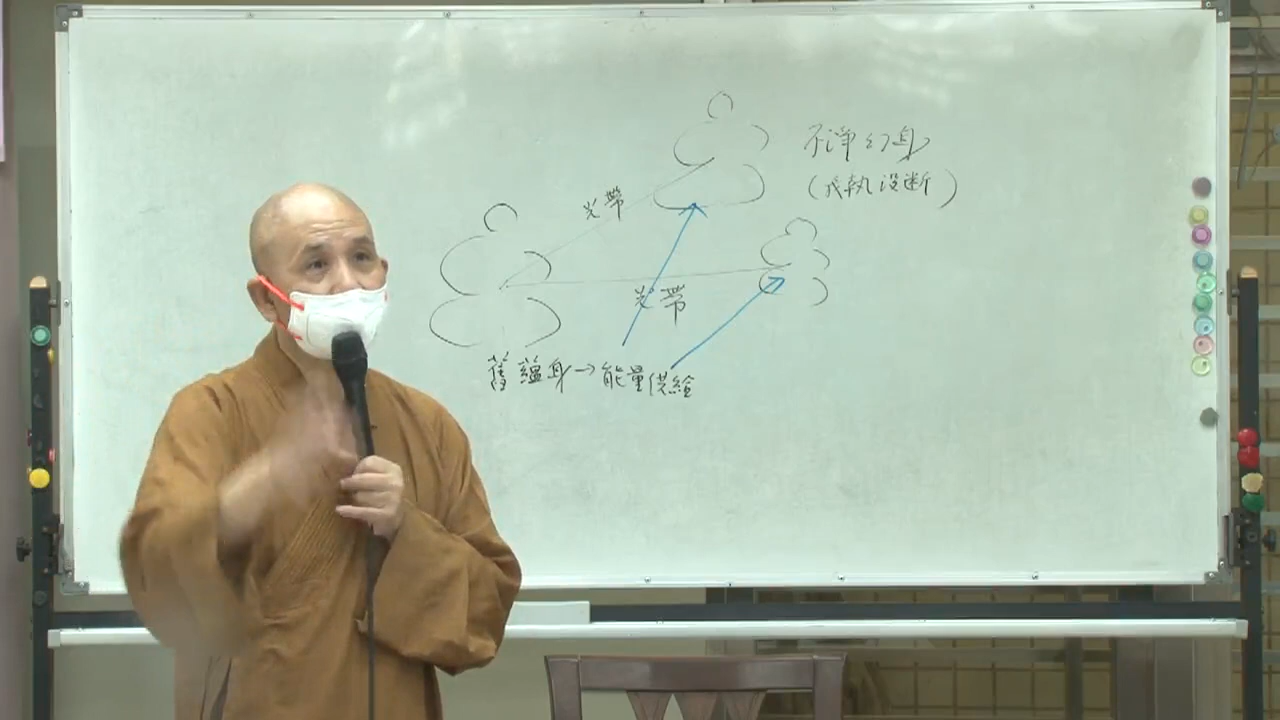 不淨幻身
(我執沒斷)
光帶
光帶
舊蘊身→能量供給